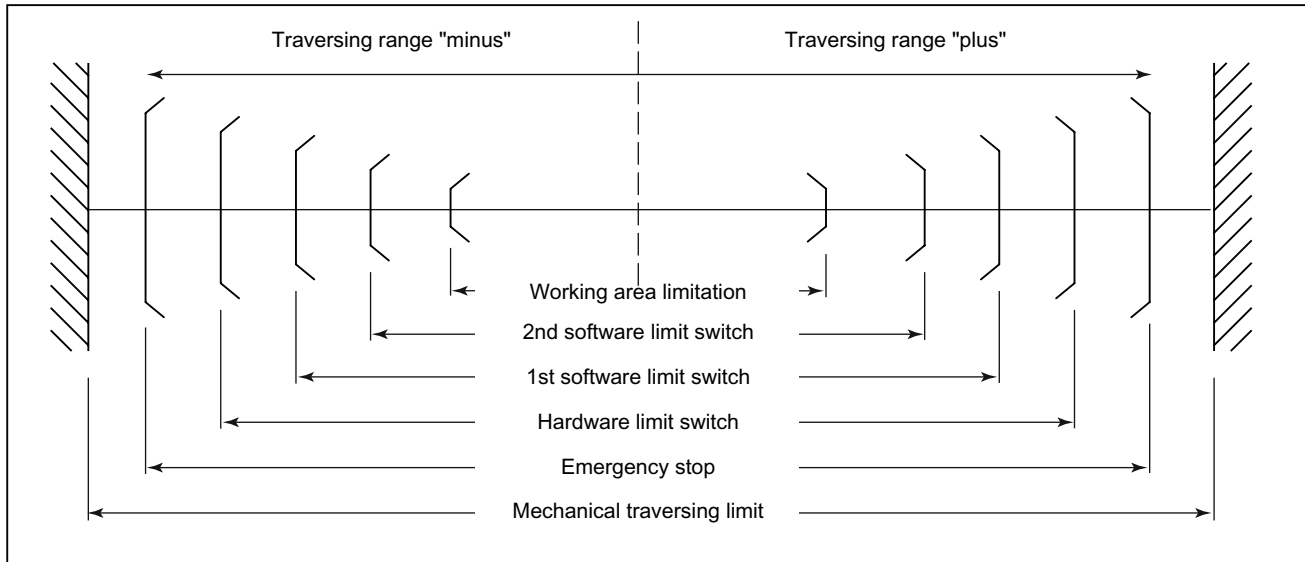 Traversing range "minus"
Traversing range "plus"
Working area limitation
2nd software limit switch
1st software limit switch
Hardware limit switch
Emergency stop
Mechanical traversing limit